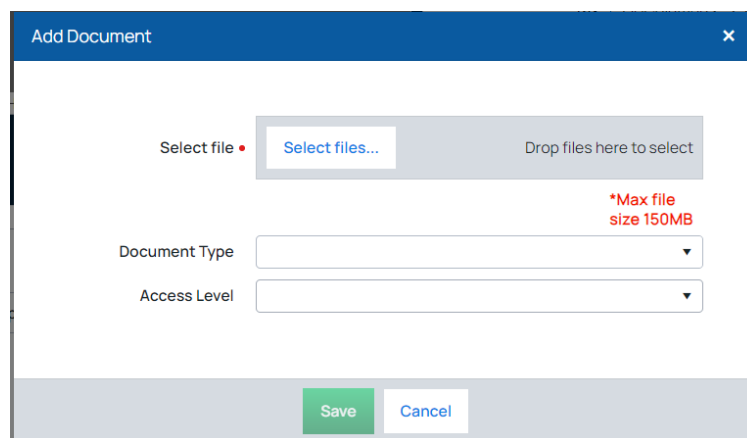 Add Document
Select file
Select files...
Drop files here to select
*Max file
size 150MB
Document Type
Access Level
Save
Cancel